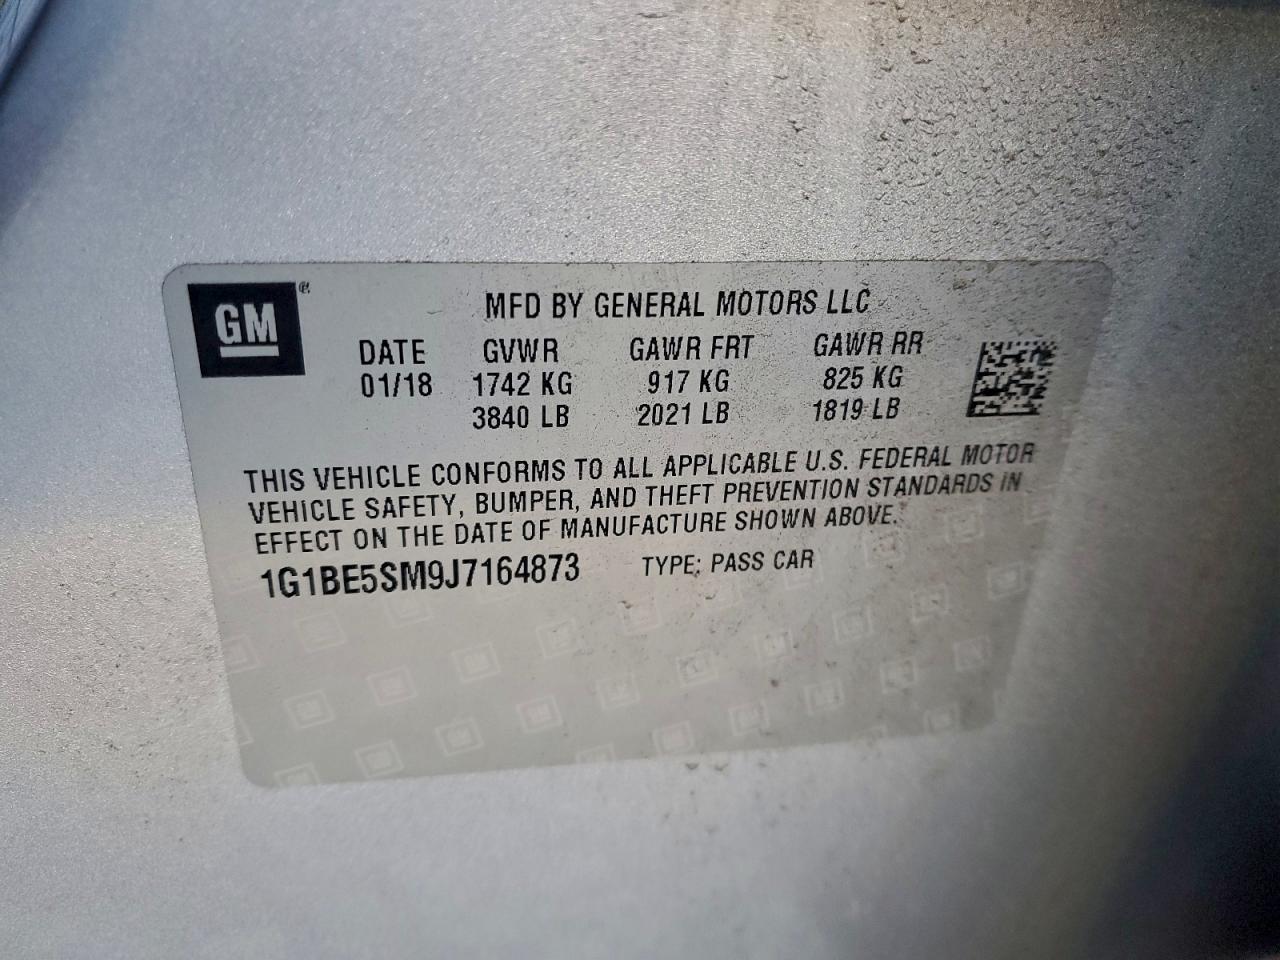 GM
MFD BY GENERAL MOTORS LLC
DATE GVWR GAWR FRT GAWR RR
01/18 1742 KG 917 KG 825 KG
3840 LB 2021 LB 1819 LB
THIS VEHICLE CONFORMS TO ALL APPLICABLE U.S. FEDERAL MOTOR
VEHICLE SAFETY, BUMPER, AND THEFT PREVENTION STANDARDS IN
EFFECT ON THE DATE OF MANUFACTURE SHOWN ABOVE.
1G1BE5SM9J7164873 TYPE: PASS CAR